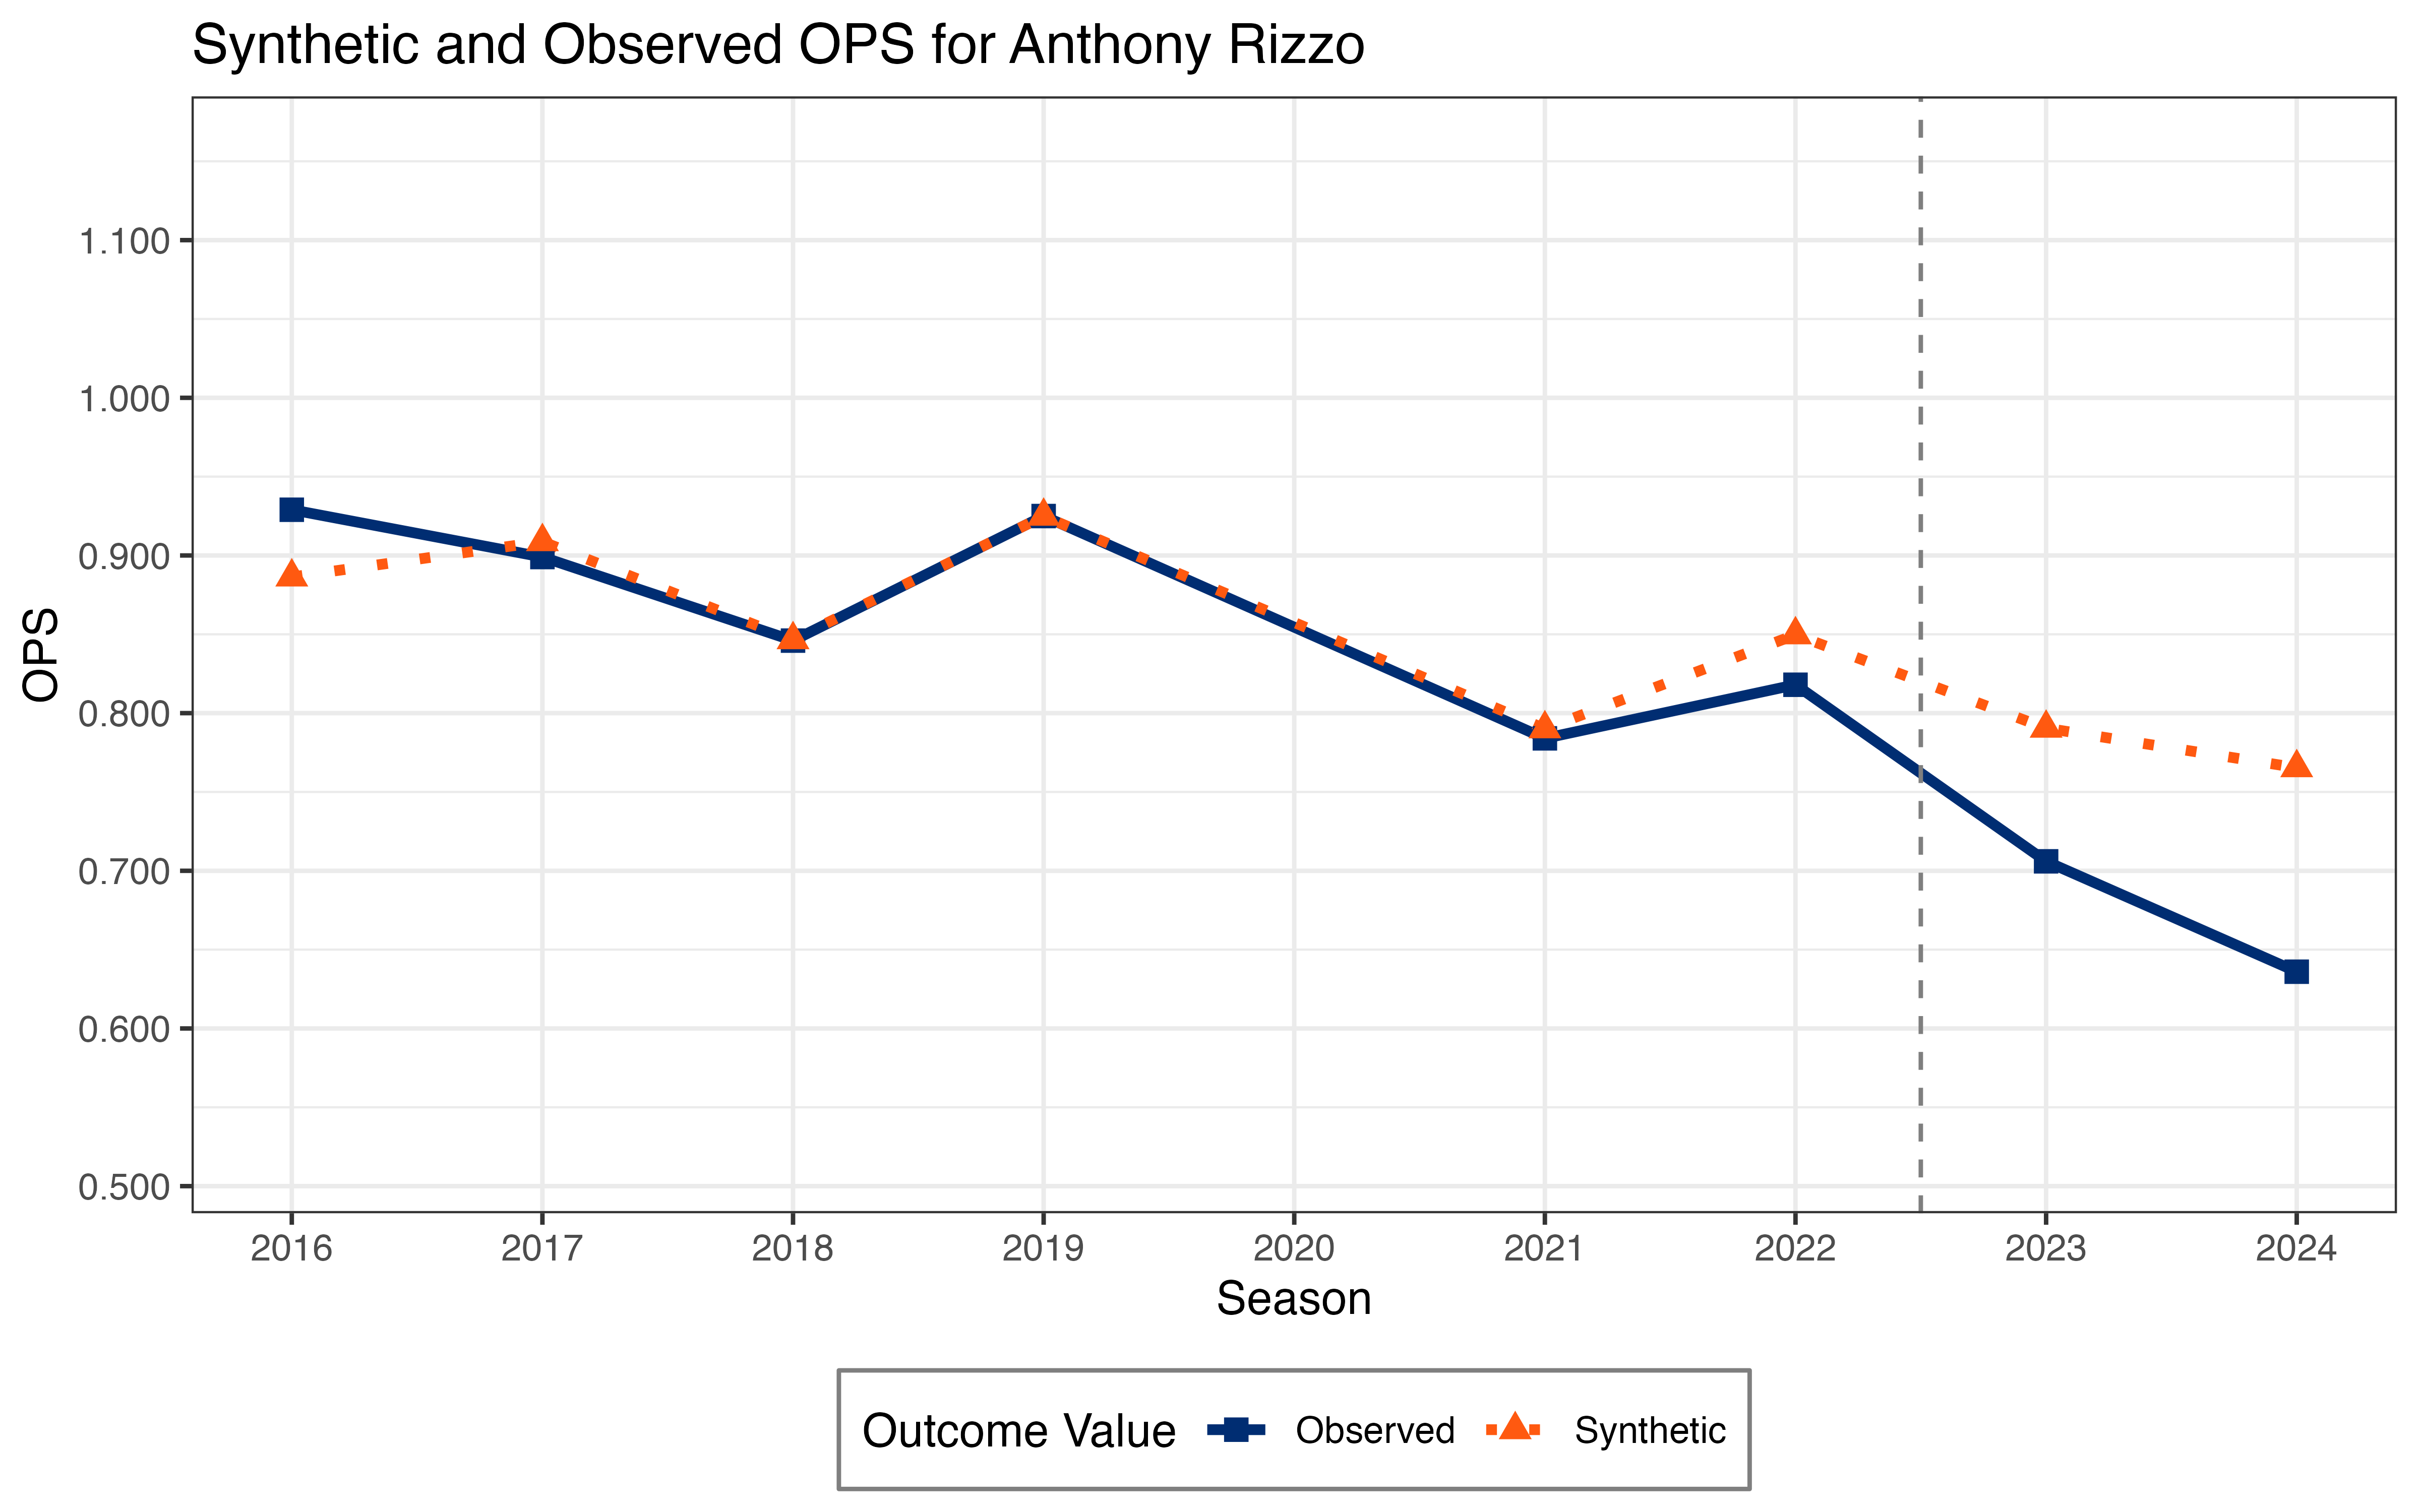 Synthetic and Observed OPS for Anthony Rizzo
OPS
1.100
1.000
0.900
0.800
0.700
0.600
0.500
2016 2017 2018 2019 2020 2021 2022 2023 2024
Season
Outcome Value Observed Synthetic